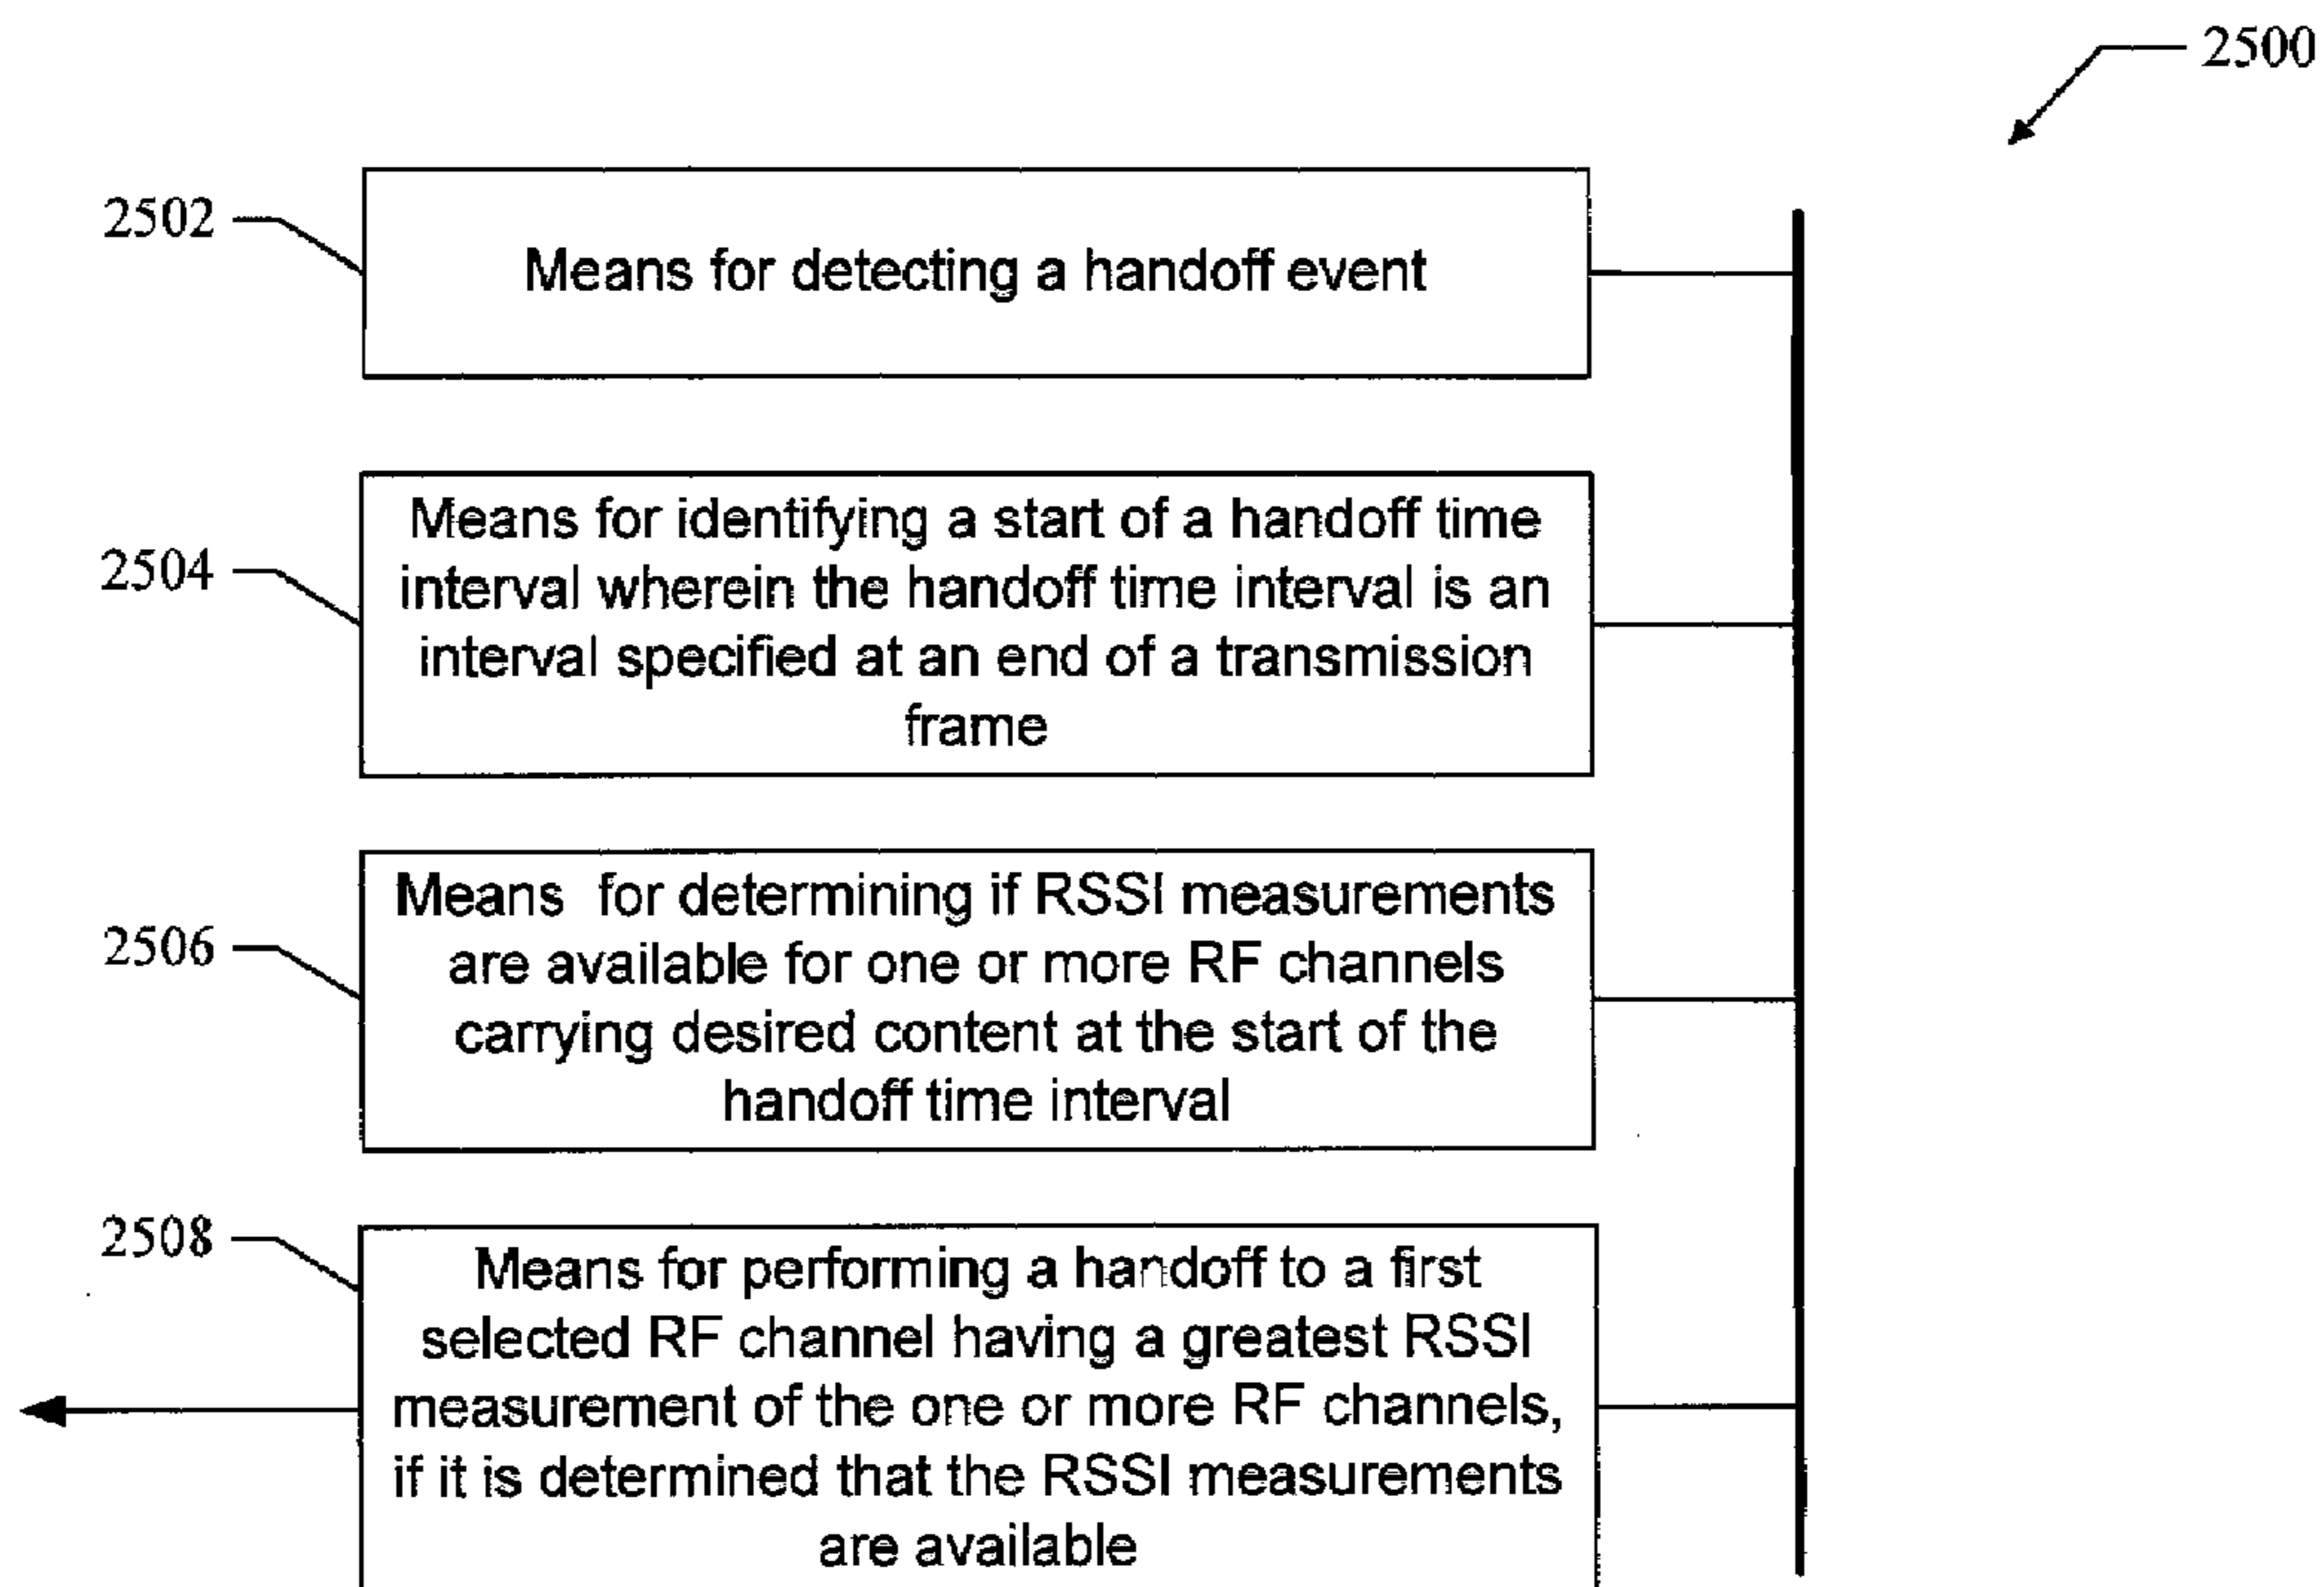 2500
2502
Means for detecting a handoff event
2504
Means for identifying a start of a handoff time
interval wherein the handoff time interval is an
interval specified at an end of a transmission
frame
2506
Means for determining if RSSI measurements
are available for one or more RF channels
carrying desired content at the start of the
handoff time interval
2508
Means for performing a handoff to a first
selected RF channel having a greatest RSSI
measurement of the one or more RF channels,
if it is determined that the RSSI measurements
are available